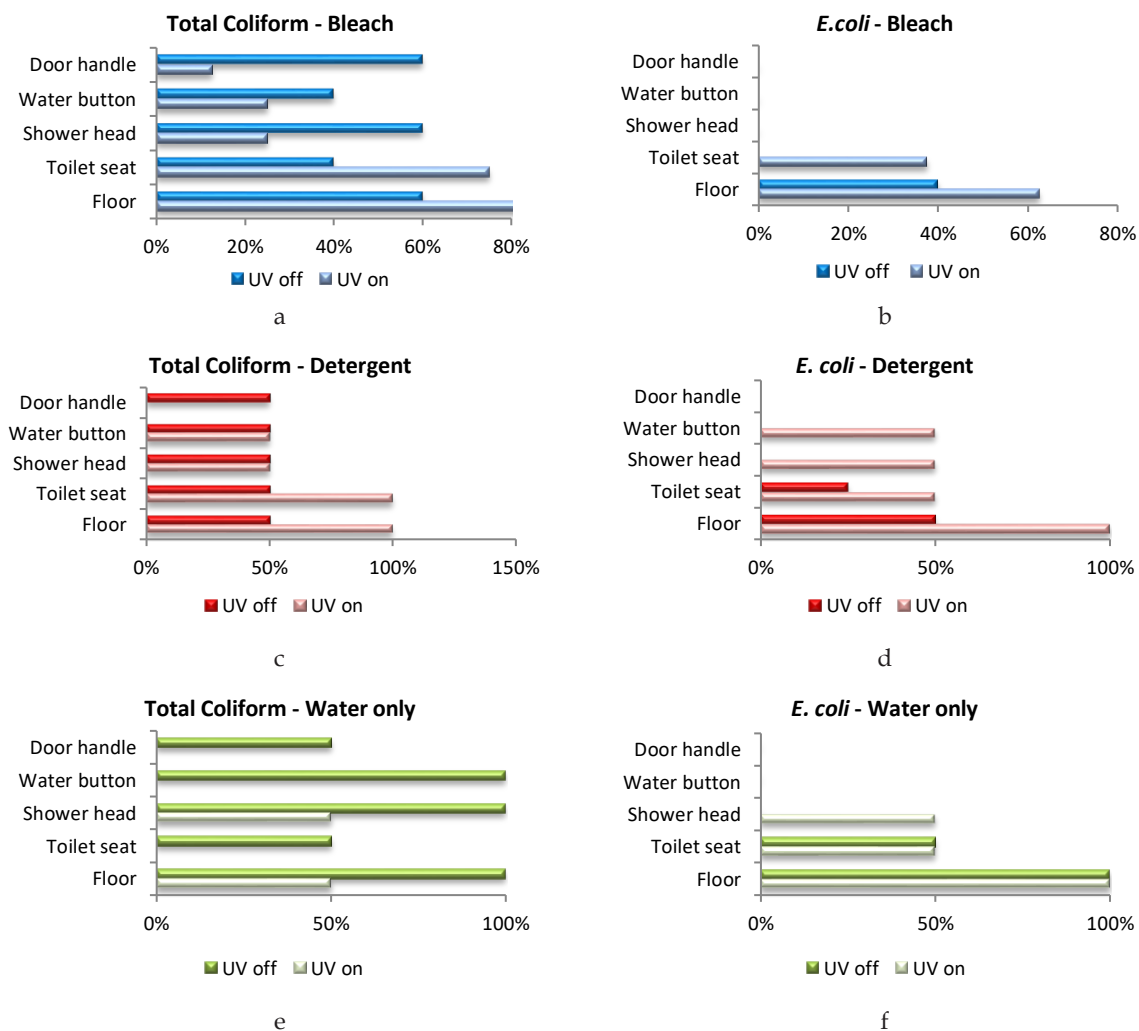 Total Coliform - Bleach
Door handle
Water button
Shower head
Toilet seat
Floor
0% 20% 40% 60% 80%
UV off UV on
a
E.coli - Bleach
Door handle
Water button
Shower head
Toilet seat
Floor
0% 20% 40% 60% 80%
UV off UV on
b
Total Coliform - Detergent
Door handle
Water button
Shower head
Toilet seat
Floor
0% 50% 100% 150%
UV off UV on
c
E. coli - Detergent
Door handle
Water button
Shower head
Toilet seat
Floor
0% 50% 100%
UV off UV on
d
Total Coliform - Water only
Door handle
Water button
Shower head
Toilet seat
Floor
0% 50% 100%
UV off UV on
e
E. coli - Water only
Door handle
Water button
Shower head
Toilet seat
Floor
0% 50% 100%
UV off UV on
f